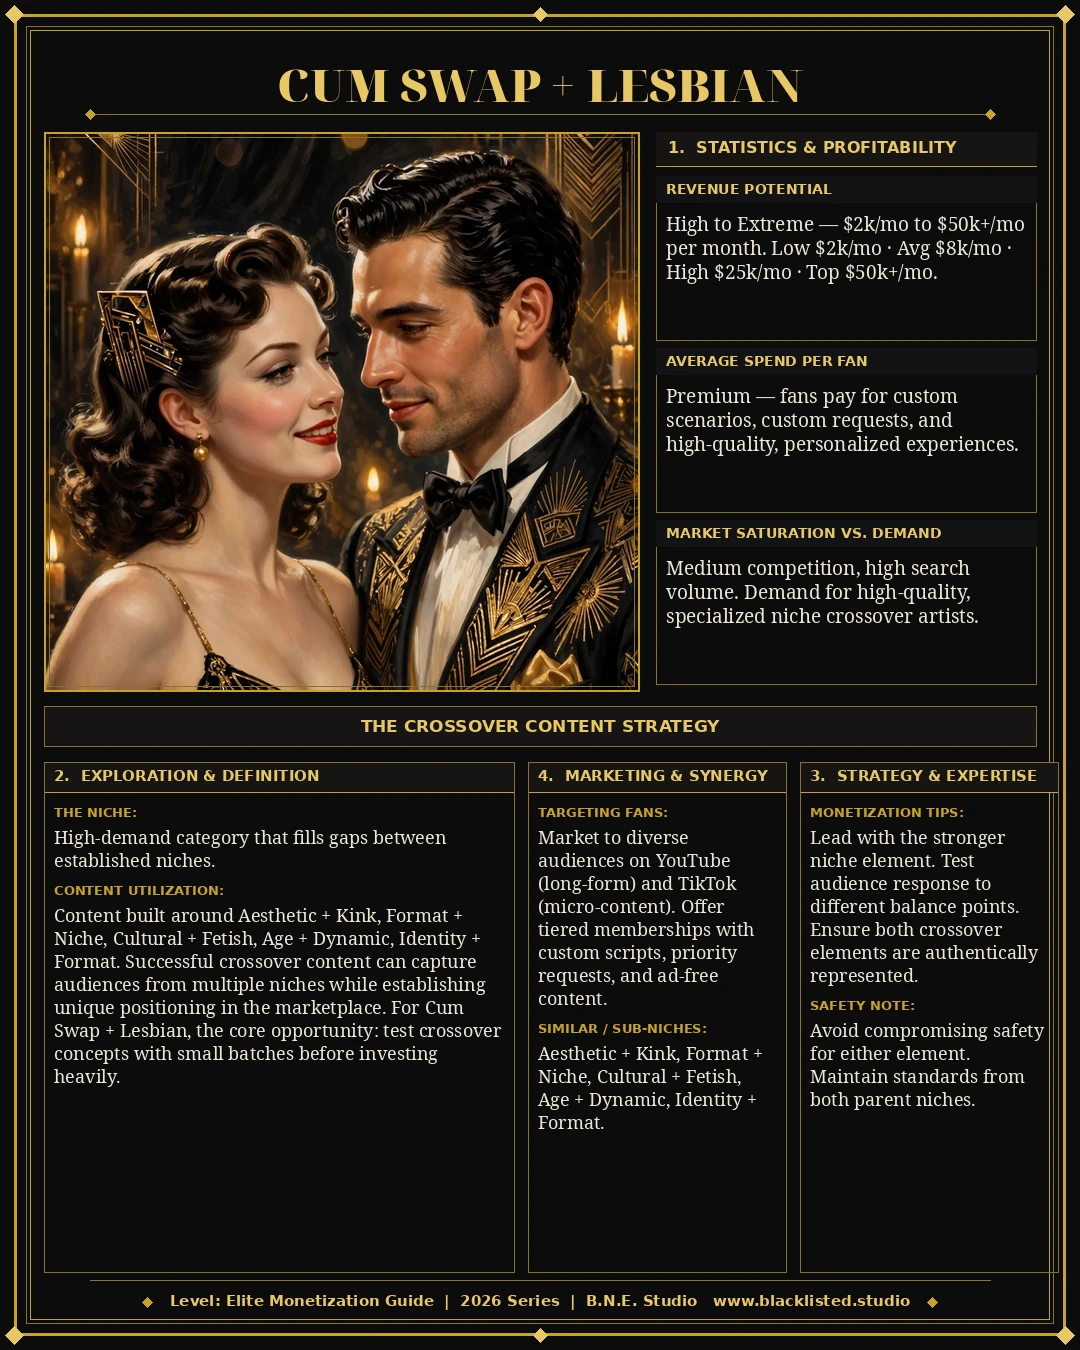 CUM SWAP + LESBIAN
1. STATISTICS & PROFITABILITY
REVENUE POTENTIAL
High to Extreme — $2k/mo to $50k+/mo
per month. Low $2k/mo · Avg $8k/mo ·
High $25k/mo · Top $50k+/mo.
AVERAGE SPEND PER FAN
Premium — fans pay for custom
scenarios, custom requests, and
high-quality, personalized experiences.
MARKET SATURATION VS. DEMAND
Medium competition, high search
volume. Demand for high-quality,
specialized niche crossover artists.
THE CROSSOVER CONTENT STRATEGY
2. EXPLORATION & DEFINITION
THE NICHE:
High-demand category that fills gaps between
established niches.
CONTENT UTILIZATION:
Content built around Aesthetic + Kink, Format +
Niche, Cultural + Fetish, Age + Dynamic, Identity +
Format. Successful crossover content can capture
audiences from multiple niches while establishing
unique positioning in the marketplace. For Cum
Swap + Lesbian, the core opportunity: test crossover
concepts with small batches before investing
heavily.
4. MARKETING & SYNERGY
TARGETING FANS:
Market to diverse
audiences on YouTube
(long-form) and TikTok
(micro-content). Offer
tiered memberships with
custom scripts, priority
requests, and ad-free
content.
SIMILAR / SUB-NICHES:
Aesthetic + Kink, Format +
Niche, Cultural + Fetish,
Age + Dynamic, Identity +
Format.
3. STRATEGY & EXPERTISE
MONETIZATION TIPS:
Lead with the stronger
niche element. Test
audience response to
different balance points.
Ensure both crossover
elements are authentically
represented.
SAFETY NOTE:
Avoid compromising safety
for either element.
Maintain standards from
both parent niches.
Level: Elite Monetization Guide | 2026 Series | B.N.E. Studio www.blacklisted.studio